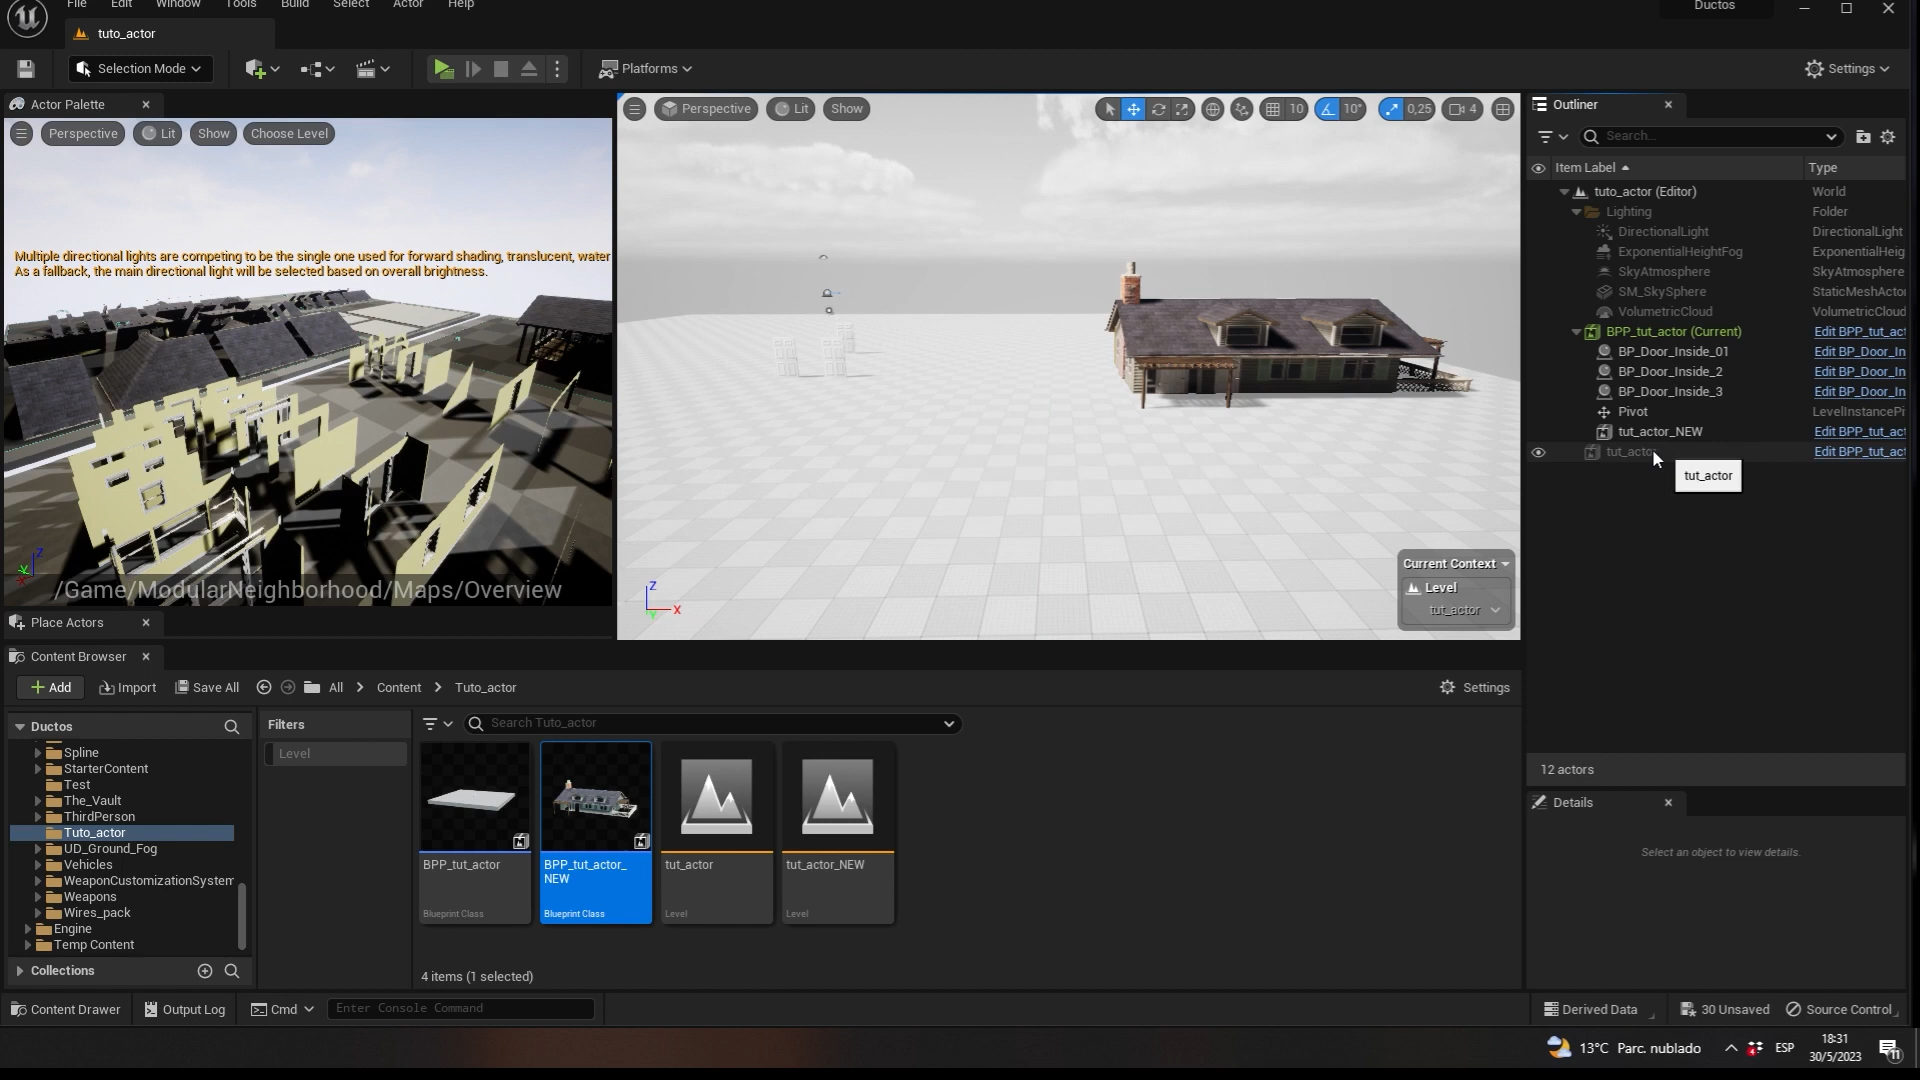 File Edit Window Tools Build Select Actor Help
Ductos
tuto_actor
Selection Mode
Platforms
Settings
Actor Palette
Perspective Lit Show Choose Level
Multiple directional lights are competing to be the single one used for forward shading, translucent, water
As a fallback, the main directional light will be selected based on overall brightness.
Z
Y
X
/Game/ModularNeighborhood/Maps/Overview
Place Actors
Perspective Lit Show
10 10° 0,25 4
Z
X
Y
Current Context
Level
tut_actor
Outliner
Search...
Item Label Type
tuto_actor (Editor) World
Lighting Folder
DirectionalLight DirectionalLight
ExponentialHeightFog ExponentialHeig
SkyAtmosphere SkyAtmosphere
SM_SkySphere StaticMeshActo
VolumetricCloud VolumetricCloud
BPP_tut_actor (Current) Edit BPP_tut_act
BP_Door_Inside_01 Edit BP_Door_In
BP_Door_Inside_2 Edit BP_Door_In
BP_Door_Inside_3 Edit BP_Door_In
Pivot LevelInstancePi
tut_actor_NEW Edit BPP_tut_act
tut_actor Edit BPP_tut_act
tut_actor
12 actors
Details
Select an object to view details.
Content Browser
Add Import Save All All Content Tuto_actor
Settings
Ductos
Spline
StarterContent
Test
The_Vault
ThirdPerson
Tuto_actor
UD_Ground_Fog
Vehicles
WeaponCustomizationSystem
Weapons
Wires_pack
Engine
Temp Content
Collections
Filters
Level
Search Tuto_actor
BPP_tut_actor
Blueprint Class
BPP_tut_actor_
NEW
Blueprint Class
tut_actor
Level
tut_actor_NEW
Level
4 items (1 selected)
Content Drawer Output Log Cmd Enter Console Command
Derived Data 30 Unsaved Source Control
13°C Parc. nublado
ESP
18:31
30/5/2023
11